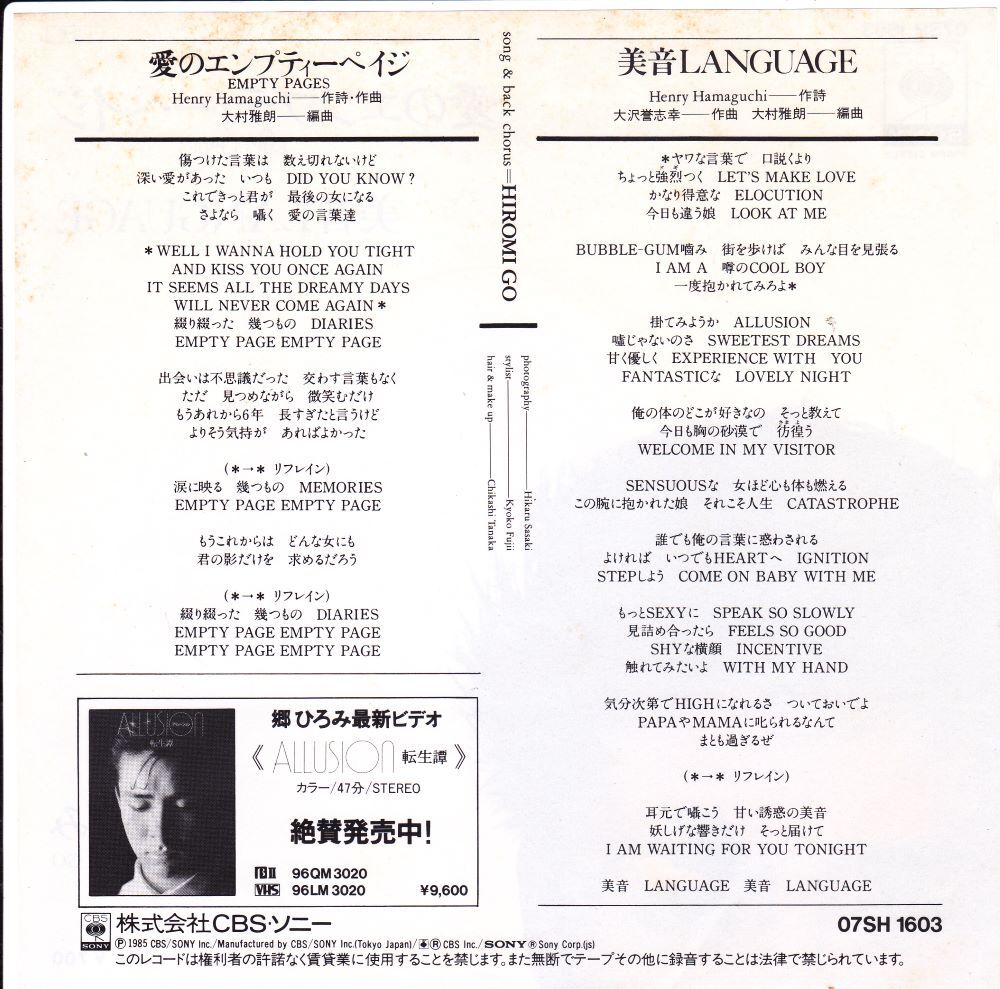 愛のエンプティーペイジ
EMPTY PAGES
Henry Hamaguchi——作詩・作曲
大村雅朗——編曲
傷つけた言葉は 数え切れないけど
深い愛があった いつも DID YOU KNOW?
これできっと君が 最後の女になる
さよなら 囁く 愛の言葉達
*WELL I WANNA HOLD YOU TIGHT
AND KISS YOU ONCE AGAIN
IT SEEMS ALL THE DREAMY DAYS
WILL NEVER COME AGAIN*
綴り綴った 幾つもの DIARIES
EMPTY PAGE EMPTY PAGE
出会いは不思議だった 交わす言葉もなく
ただ 見つめながら 微笑むだけ
もうあれから6年 長すぎたと言うけど
よりそう気持が あればよかった
(*→* リフレイン)
涙に映る 幾つもの MEMORIES
EMPTY PAGE EMPTY PAGE
もうこれからは どんな女にも
君の影だけを 求めるだろう
(*→* リフレイン)
綴り綴った 幾つもの DIARIES
EMPTY PAGE EMPTY PAGE
EMPTY PAGE EMPTY PAGE
song & back chorus=HIROMI GO
photography——Hikaru Sasaki
stylist——Kyoko Fujii
hair & make up——Chikashi Tanaka
美音LANGUAGE
Henry Hamaguchi——作詩
大沢誉志幸——作曲 大村雅朗——編曲
*ヤワな言葉で 口説くより
ちょっと強烈つく LET'S MAKE LOVE
かなり得意な ELOCUTION
今日も違う娘 LOOK AT ME
BUBBLE-GUM嚙み 街を歩けば みんな目を見張る
I AM A 噂のCOOL BOY
一度抱かれてみろよ*
掛てみようか ALLUSION
嘘じゃないのさ SWEETEST DREAMS
甘く優しく EXPERIENCE WITH YOU
FANTASTICな LOVELY NIGHT
俺の体のどこが好きなの そっと教えて
今日も胸の砂漠で 彷徨う
WELCOME IN MY VISITOR
SENSUOUSな 女ほど心も体も燃える
この腕に抱かれた娘 それこそ人生 CATASTROPHE
誰でも俺の言葉に惑わされる
よければ いつでもHEARTへ IGNITION
STEPしよう COME ON BABY WITH ME
もっとSEXYに SPEAK SO SLOWLY
見詰め合ったら FEELS SO GOOD
SHYな横顔 INCENTIVE
触れてみたいよ WITH MY HAND
気分次第でHIGHになれるさ ついておいでよ
PAPAやMAMAに叱られるなんて
まとも過ぎるぜ
(*→* リフレイン)
耳元で囁こう 甘い誘惑の美音
妖しげな響きだけ そっと届けて
I AM WAITING FOR YOU TONIGHT
美音 LANGUAGE 美音 LANGUAGE
ALLUSION
転生譚
郷ひろみ最新ビデオ
《ALLUSION 転生譚》
カラー/47分/STEREO
絶賛発売中!
βII 96QM3020
VHS 96LM3020 ¥9,600
CBS
SONY
株式会社CBS・ソニー
07SH 1603
Ⓟ1985 CBS/SONY Inc./Manufactured by CBS/SONY Inc.(Tokyo Japan)/®CBS Inc./SONY®Sony Corp.(js)
このレコードは権利者の許諾なく賃貸業に使用することを禁じます。また無断でテープその他に録音することは法律で禁じられています。